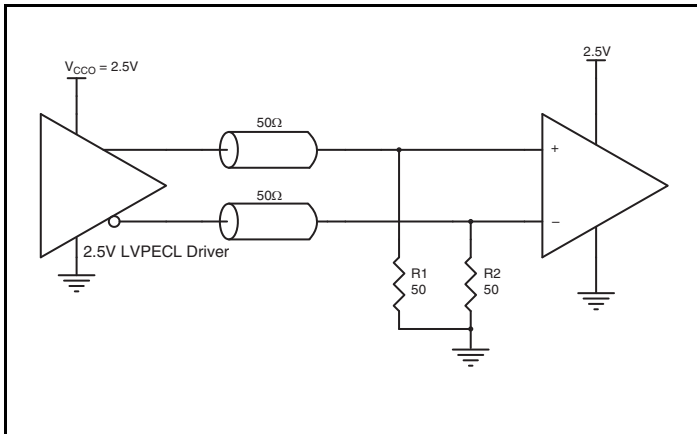 2.5V
V_CCO = 2.5V
50Ω
+
50Ω
–
2.5V LVPECL Driver
R1
50
R2
50